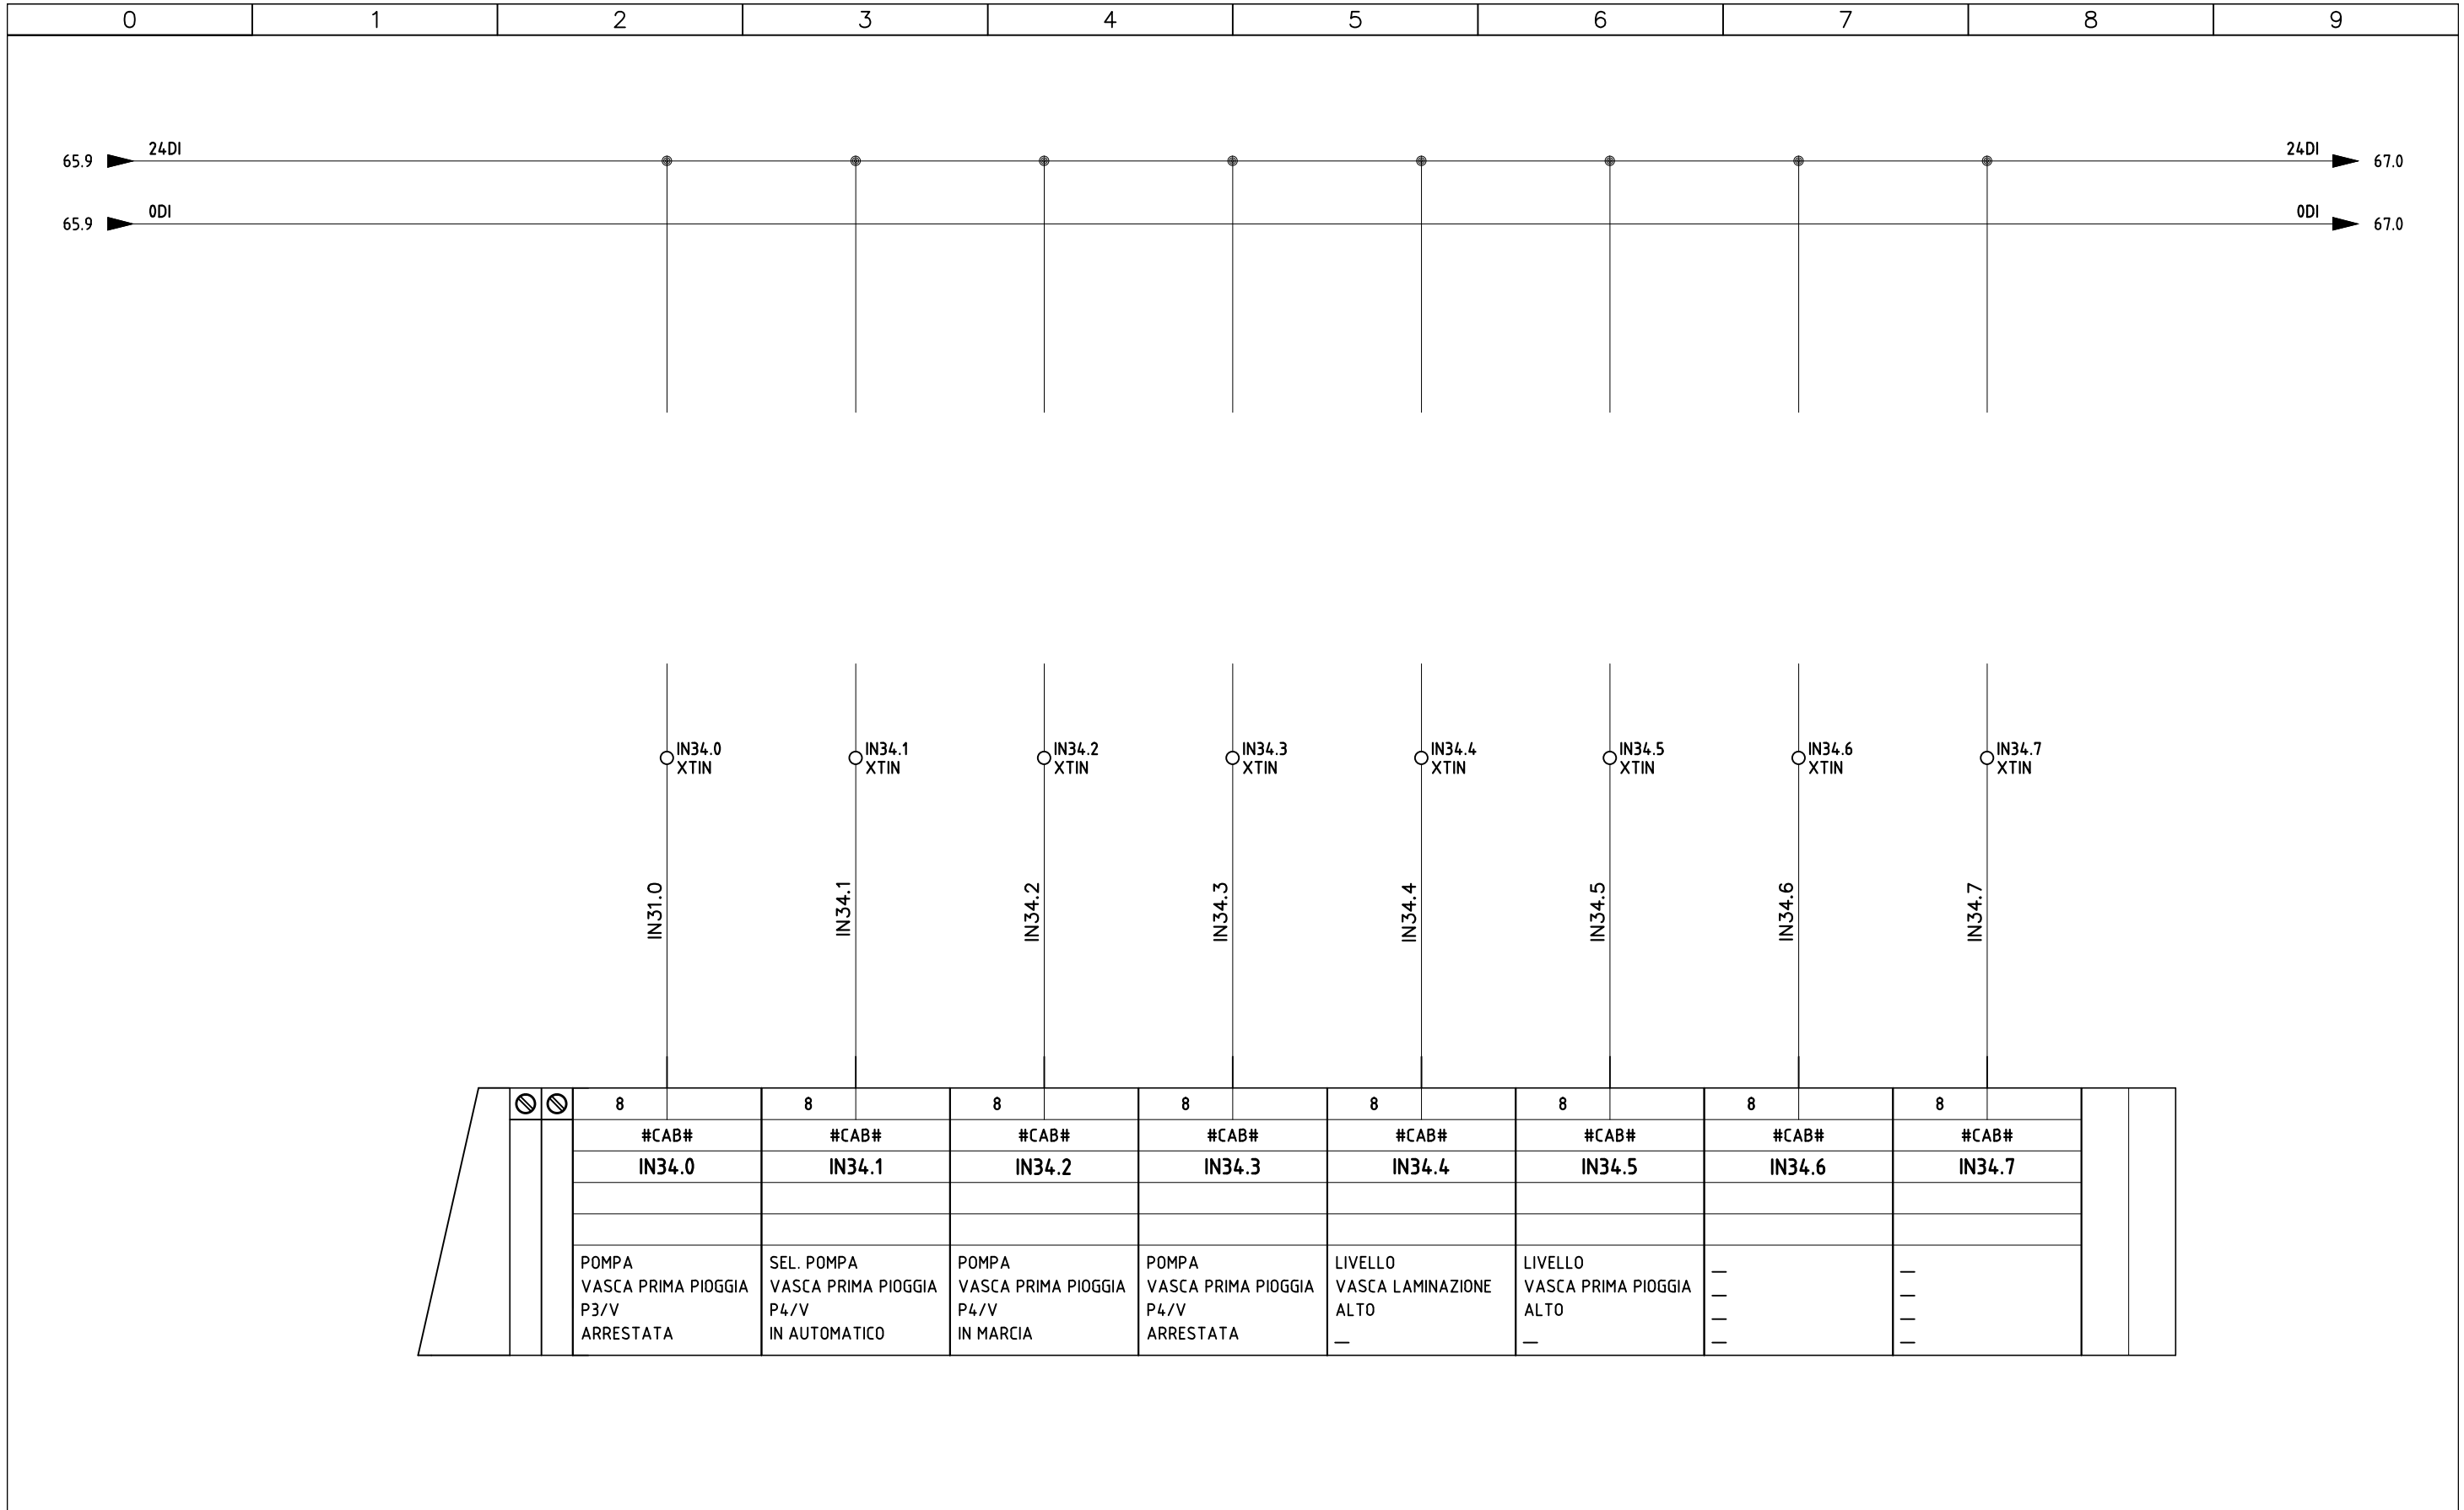 0 1 2 3 4 5 6 7 8 9
24DI 24DI
65.9 67.0
0DI 0DI
65.9 67.0
IN34.0 IN34.1 IN34.2 IN34.3 IN34.4 IN34.5 IN34.6 IN34.7
XTIN XTIN XTIN XTIN XTIN XTIN XTIN XTIN
IN31.0 IN34.1 IN34.2 IN34.3 IN34.4 IN34.5 IN34.6 IN34.7
8 8 8 8 8 8 8 8
#CAB# #CAB# #CAB# #CAB# #CAB# #CAB# #CAB# #CAB#
IN34.0 IN34.1 IN34.2 IN34.3 IN34.4 IN34.5 IN34.6 IN34.7
POMPA
VASCA PRIMA PIOGGIA
P3/V
ARRESTATA
SEL. POMPA
VASCA PRIMA PIOGGIA
P4/V
IN AUTOMATICO
POMPA
VASCA PRIMA PIOGGIA
P4/V
IN MARCIA
POMPA
VASCA PRIMA PIOGGIA
P4/V
ARRESTATA
LIVELLO
VASCA LAMINAZIONE
ALTO
_
LIVELLO
VASCA PRIMA PIOGGIA
ALTO
_
_
_
_
_
_
_
_
_